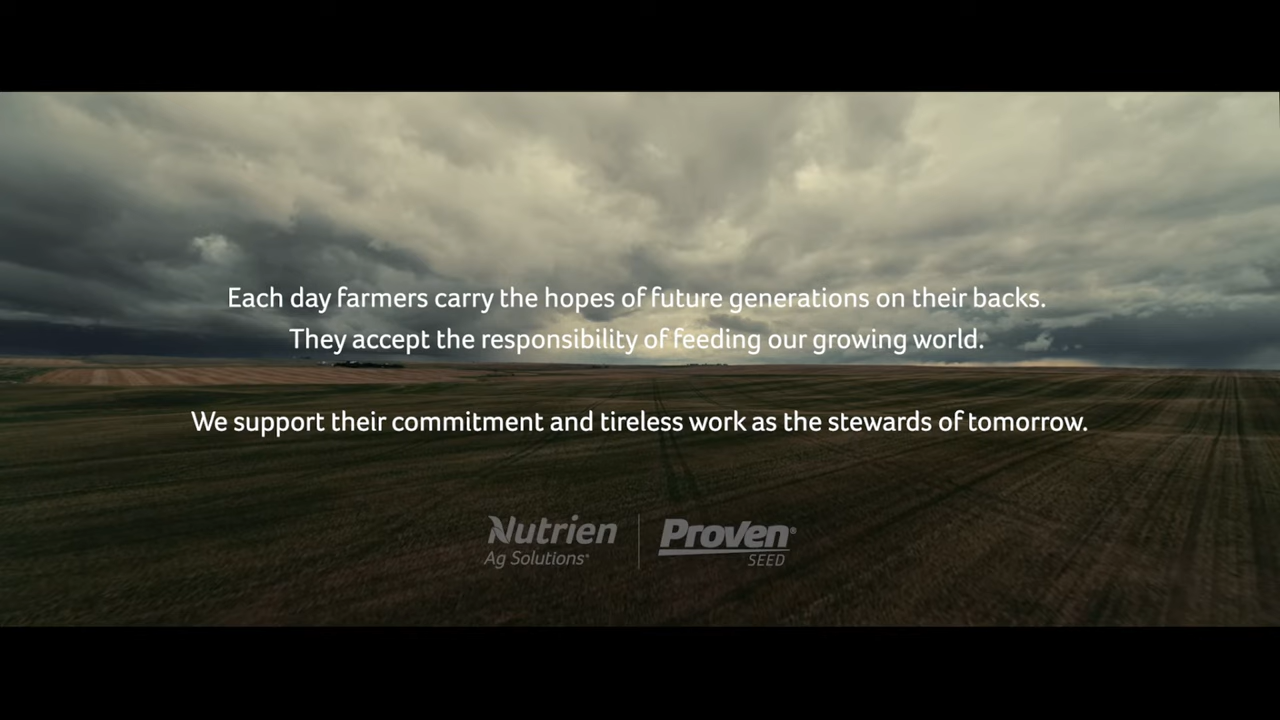 Each day farmers carry the hopes of future generations on their backs.
They accept the responsibility of feeding our growing world.
We support their commitment and tireless work as the stewards of tomorrow.
Nutrien
Ag Solutions®
Proven®
SEED